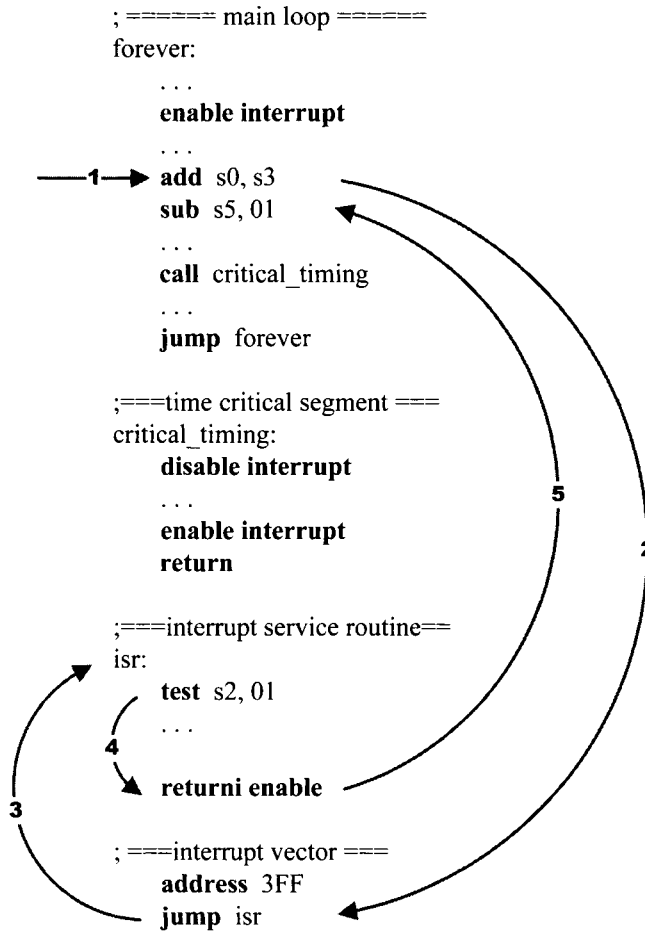 ; ====== main loop ======
forever:
. . .
enable interrupt
. . .
1 add s0, s3
sub s5, 01
. . .
call critical_timing
. . .
jump forever
;===time critical segment ===
critical_timing:
disable interrupt
. . .
5
enable interrupt
2
return
;===interrupt service routine==
isr:
test s2, 01
. . .
4
returni enable
3
; ===interrupt vector ===
address 3FF
jump isr